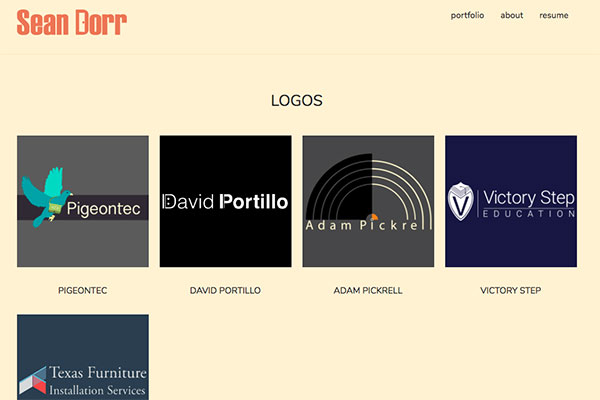 Sean Dorr
portfolio about resume
LOGOS
Pigeontec
David Portillo
Adam Pickrell
Victory Step
EDUCATION
PIGEONTEC
DAVID PORTILLO
ADAM PICKRELL
VICTORY STEP
Texas Furniture
Installation Services